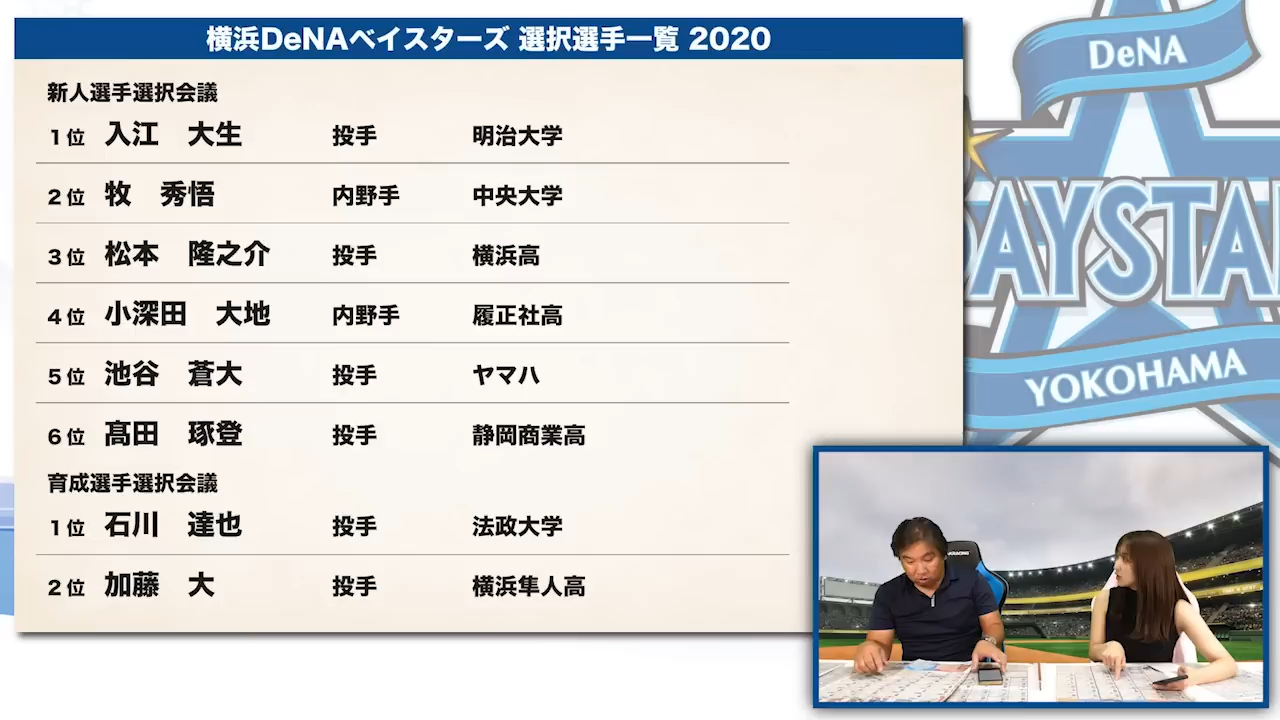 横浜DeNAベイスターズ 選択選手一覧 2020
新人選手選択会議
1位 入江 大生 投手 明治大学
2位 牧 秀悟 内野手 中央大学
3位 松本 隆之介 投手 横浜高
4位 小深田 大地 内野手 履正社高
5位 池谷 蒼大 投手 ヤマハ
6位 髙田 琢登 投手 静岡商業高
育成選手選択会議
1位 石川 達也 投手 法政大学
2位 加藤 大 投手 横浜隼人高
DeNA
BAYSTA
YOKOHAMA